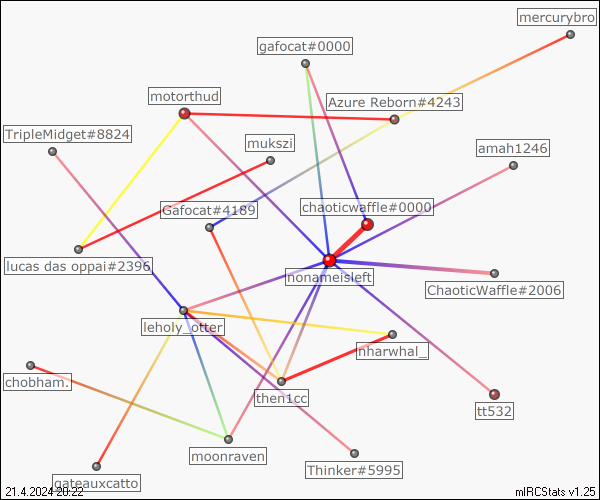 mercurybro
gafocat#0000
motorthud
Azure Reborn#4243
TripleMidget#8824
mukszi
amah1246
Gafocat#4189
chaoticwaffle#0000
lucas das oppai#2396
nonameisleft
ChaoticWaffle#2006
leholy_otter
nharwhal_
chobham.
then1cc
tt532
moonraven
Thinker#5995
gateauxcatto
21.4.2024 20:22
mIRCStats v1.25